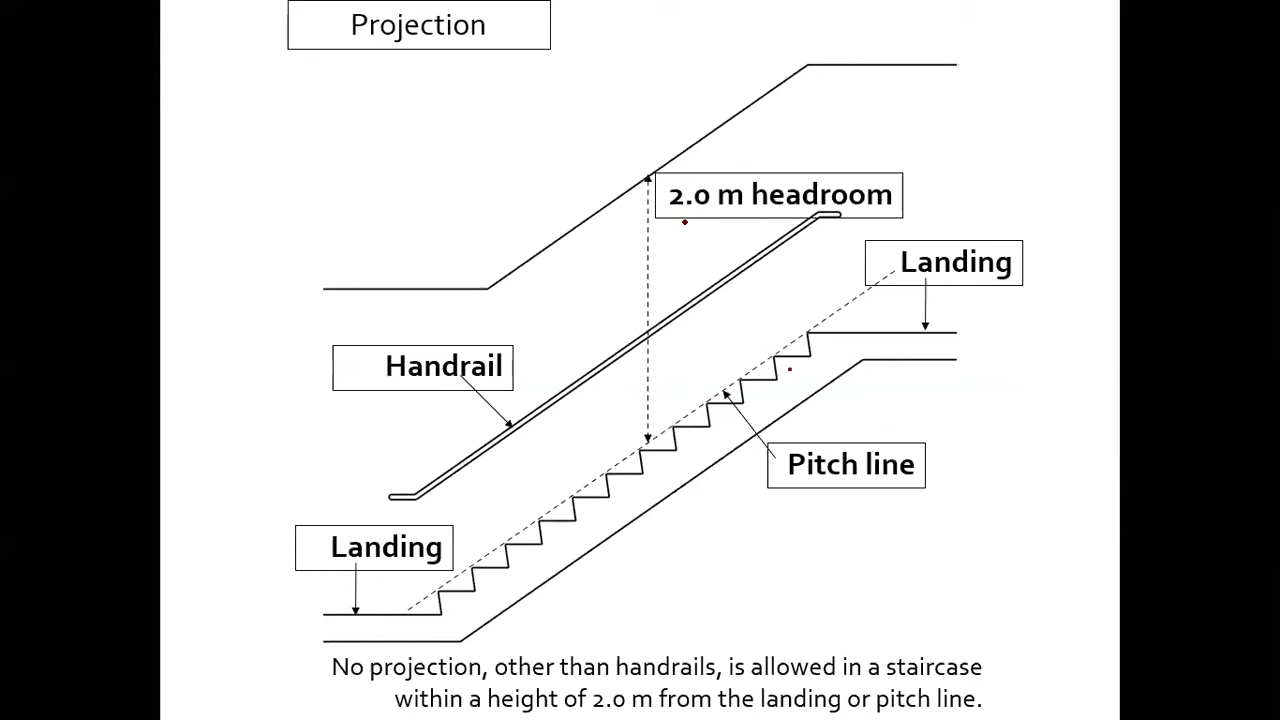 Projection
2.0 m headroom
Landing
Handrail
Pitch line
Landing
No projection, other than handrails, is allowed in a staircase
within a height of 2.0 m from the landing or pitch line.